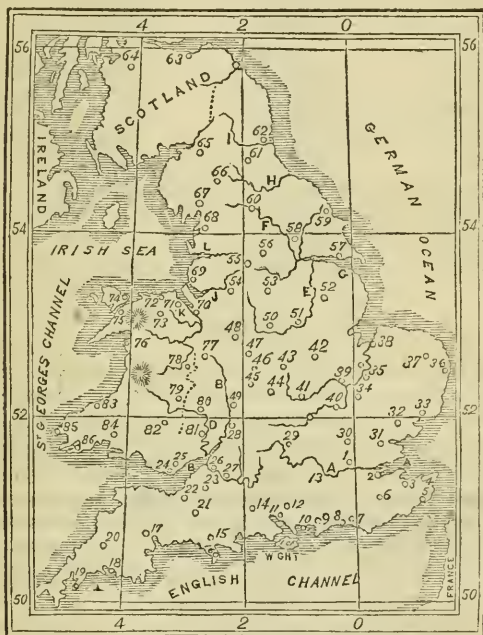 4 2 0
56 56
64 63
SCOTLAND
IRELAND
GERMAN OCEAN
I 62
65 61
66 H
67 60 F 59
68 58
54 54
IRISH SEA
L 56 57
55 G
69 54 53 E 52
J
74 72 71 70
75 73 K
50 51
ST GEORGES CHANNEL
76 48 38
77 47 43 42 37 36
78 46 39 35
B 45 44 34
79 41
83 80 49 40 33
52 52
85 84 82 81 D 28 32
86 29 30 31
25 26
24 B 27 A 1 2 A
23 13 3
22 14 12 6 4
21 11 5
17 15 10 9 8 7
20 WGHT
19 18
50 ENGLISH CHANNEL 50
FRANCE
4 2 0